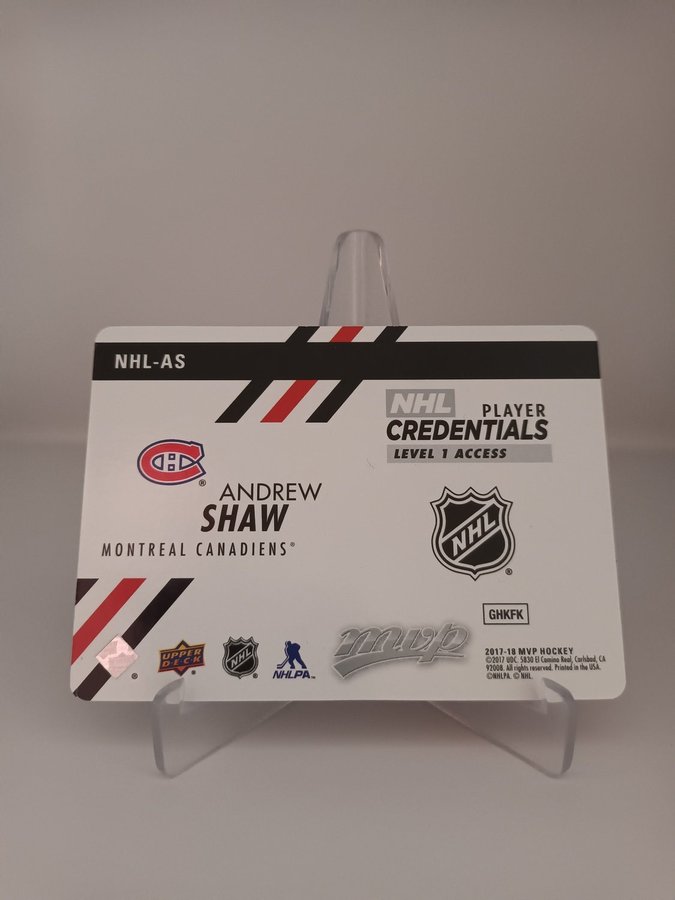 NHL-AS
NHL PLAYER
CREDENTIALS
LEVEL 1 ACCESS
ANDREW
SHAW
MONTREAL CANADIENS®
NHL
®
®
GHKFK
UPPER
D·E·C·K
NHL
NHLPA™
mvp
2017-18 MVP HOCKEY
©2017 UDC. 5830 El Camino Real, Carlsbad, CA
92008. All rights reserved. Printed in the USA.
©NHLPA. © NHL.